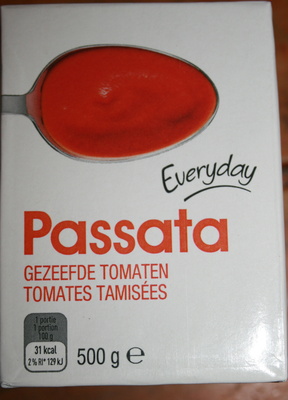 Everyday
Passata
GEZEEFDE TOMATEN
TOMATES TAMISÉES
1 portie
1 portion
100 g
31 kcal
2 % RI* 129 kJ
500 g ℮